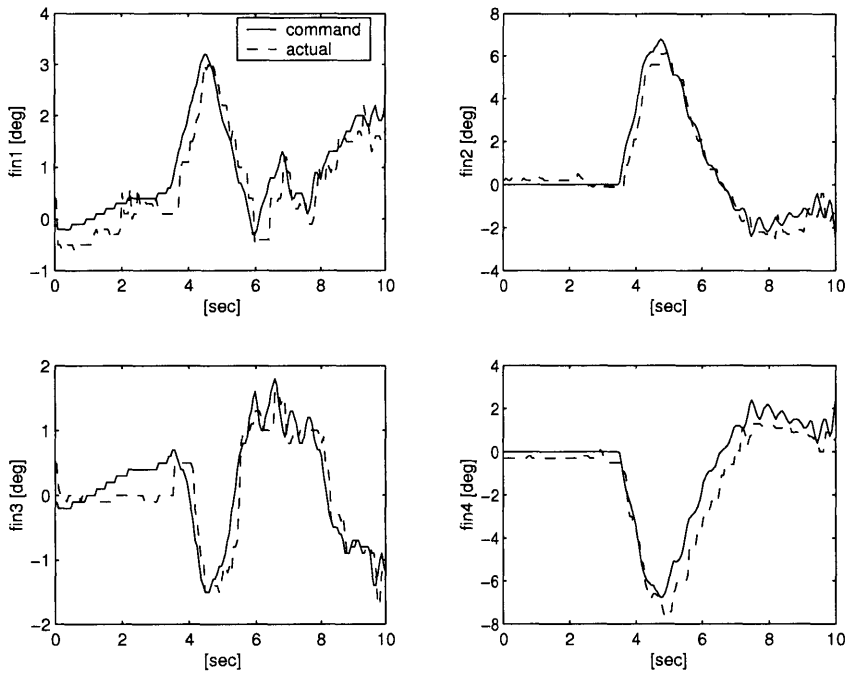 4
3
2
1
0
−1
fin1 [deg]
command
actual
0 2 4 6 8 10
[sec]
8
6
4
2
0
−2
−4
fin2 [deg]
0 2 4 6 8 10
[sec]
2
1
0
−1
−2
fin3 [deg]
0 2 4 6 8 10
[sec]
4
2
0
−2
−4
−6
−8
fin4 [deg]
0 2 4 6 8 10
[sec]